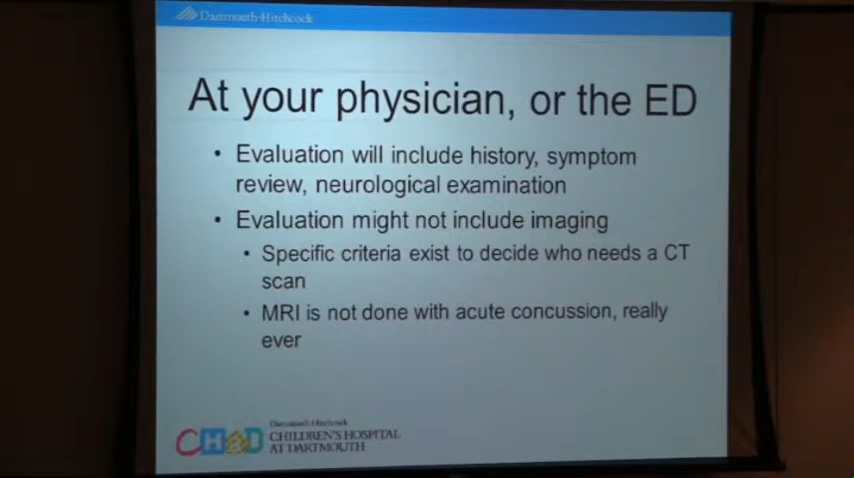 Dartmouth-Hitchcock
At your physician, or the ED
• Evaluation will include history, symptom
review, neurological examination
• Evaluation might not include imaging
• Specific criteria exist to decide who needs a CT
scan
• MRI is not done with acute concussion, really
ever
Dartmouth-Hitchcock
CHaD CHILDREN'S HOSPITAL
AT DARTMOUTH